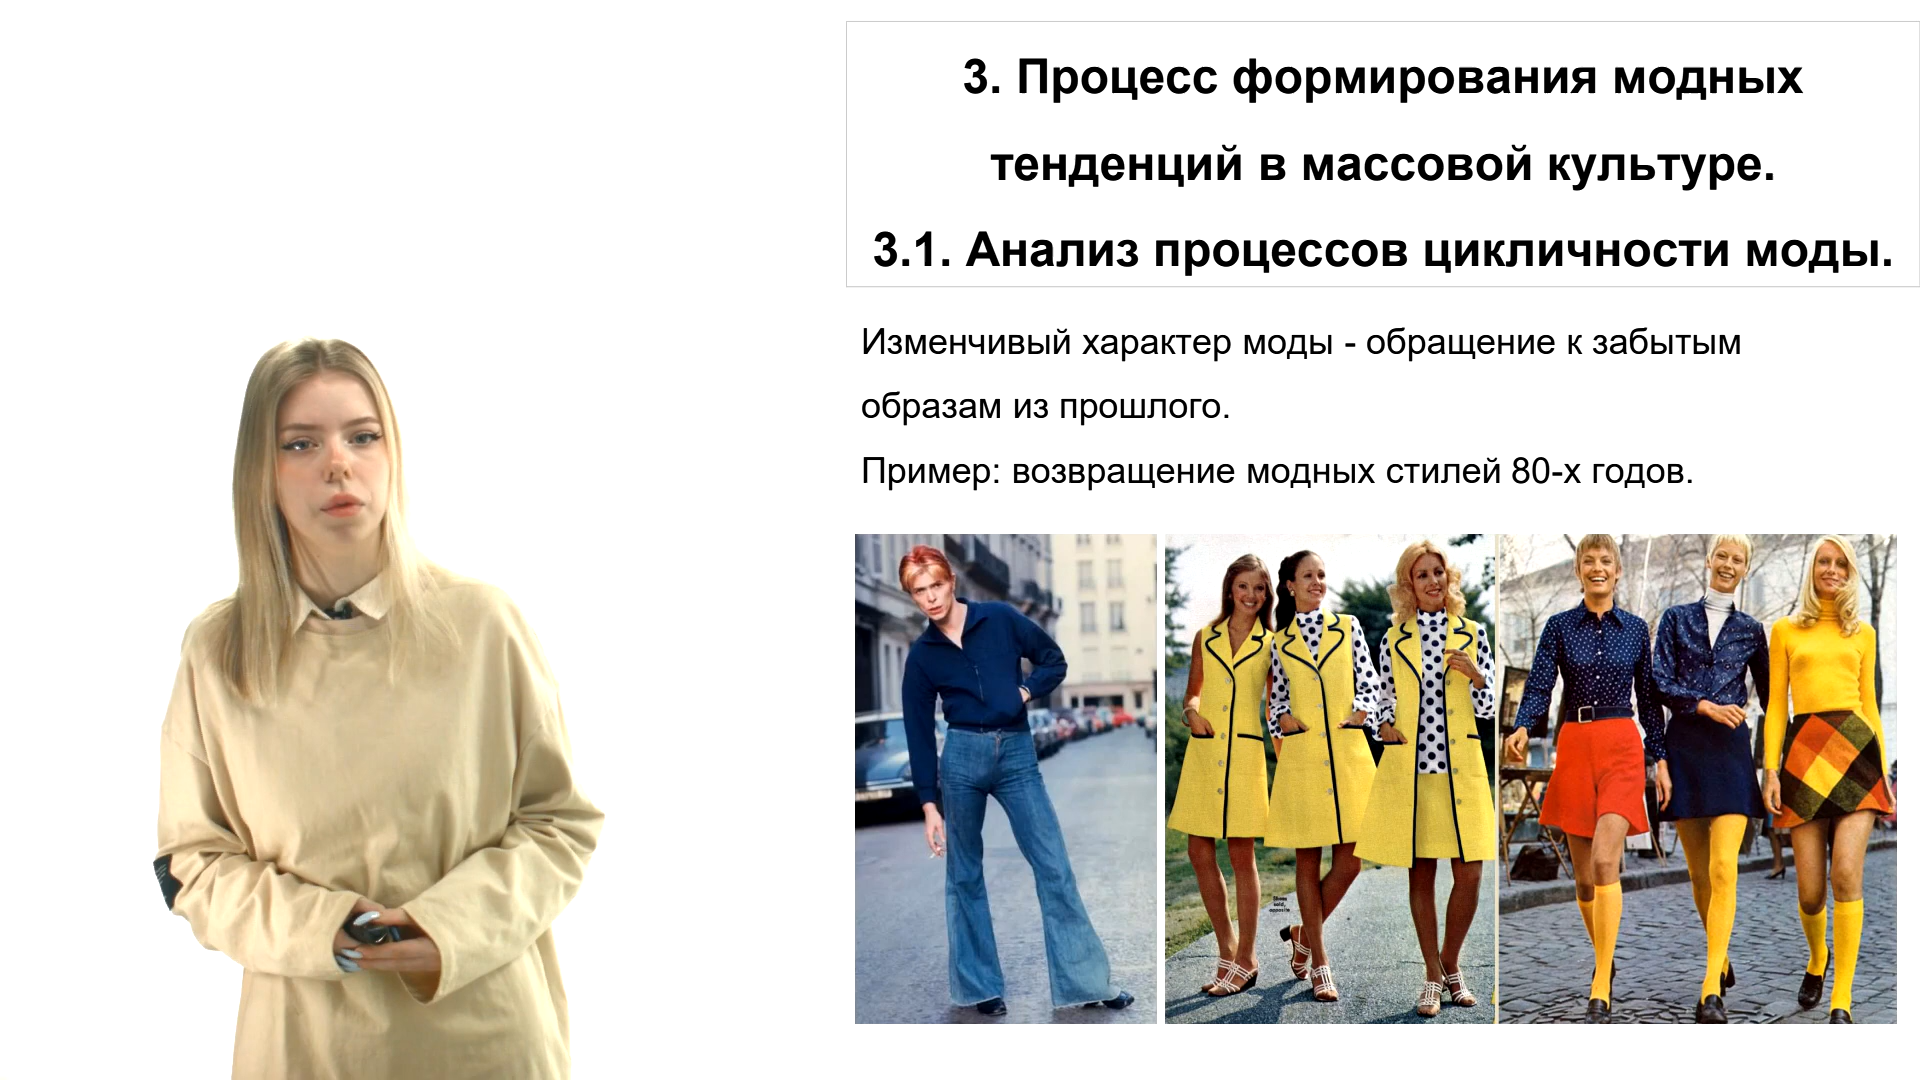 3. Процесс формирования модных
тенденций в массовой культуре.
3.1. Анализ процессов цикличности моды.
Изменчивый характер моды - обращение к забытым
образам из прошлого.
Пример: возвращение модных стилей 80-х годов.